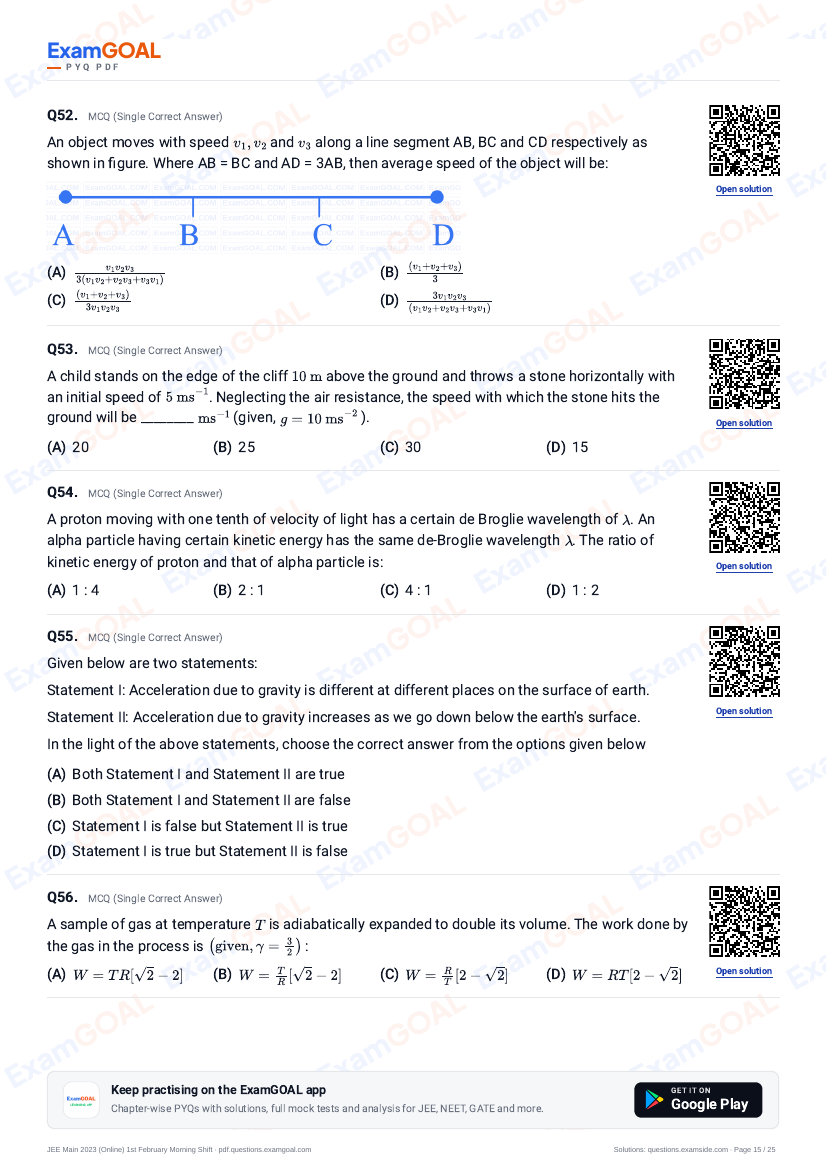 ExamGOAL
PYQ PDF
Q52. MCQ (Single Correct Answer)
An object moves with speed v₁, v₂ and v₃ along a line segment AB, BC and CD respectively as
shown in figure. Where AB = BC and AD = 3AB, then average speed of the object will be:
Open solution
A B C D
(A) v₁v₂v₃/3(v₁v₂+v₂v₃+v₃v₁) (B) (v₁+v₂+v₃)/3
(C) (v₁+v₂+v₃)/3v₁v₂v₃ (D) 3v₁v₂v₃/(v₁v₂+v₂v₃+v₃v₁)
Q53. MCQ (Single Correct Answer)
A child stands on the edge of the cliff 10 m above the ground and throws a stone horizontally with
an initial speed of 5 ms⁻¹. Neglecting the air resistance, the speed with which the stone hits the
ground will be ________ ms⁻¹ (given, g = 10 ms⁻²).
Open solution
(A) 20 (B) 25 (C) 30 (D) 15
Q54. MCQ (Single Correct Answer)
A proton moving with one tenth of velocity of light has a certain de Broglie wavelength of λ. An
alpha particle having certain kinetic energy has the same de-Broglie wavelength λ. The ratio of
kinetic energy of proton and that of alpha particle is:
Open solution
(A) 1 : 4 (B) 2 : 1 (C) 4 : 1 (D) 1 : 2
Q55. MCQ (Single Correct Answer)
Given below are two statements:
Statement I: Acceleration due to gravity is different at different places on the surface of earth.
Statement II: Acceleration due to gravity increases as we go down below the earth's surface.
Open solution
In the light of the above statements, choose the correct answer from the options given below
(A) Both Statement I and Statement II are true
(B) Both Statement I and Statement II are false
(C) Statement I is false but Statement II is true
(D) Statement I is true but Statement II is false
Q56. MCQ (Single Correct Answer)
A sample of gas at temperature T is adiabatically expanded to double its volume. The work done by
the gas in the process is (given, γ = 3/2) :
Open solution
(A) W = TR[√2 − 2] (B) W = T/R[√2 − 2] (C) W = R/T[2 − √2] (D) W = RT[2 − √2]
ExamGOAL
Keep practising on the ExamGOAL app
Chapter-wise PYQs with solutions, full mock tests and analysis for JEE, NEET, GATE and more.
GET IT ON
Google Play
JEE Main 2023 (Online) 1st February Morning Shift · pdf.questions.examgoal.com
Solutions: questions.examside.com · Page 15 / 25